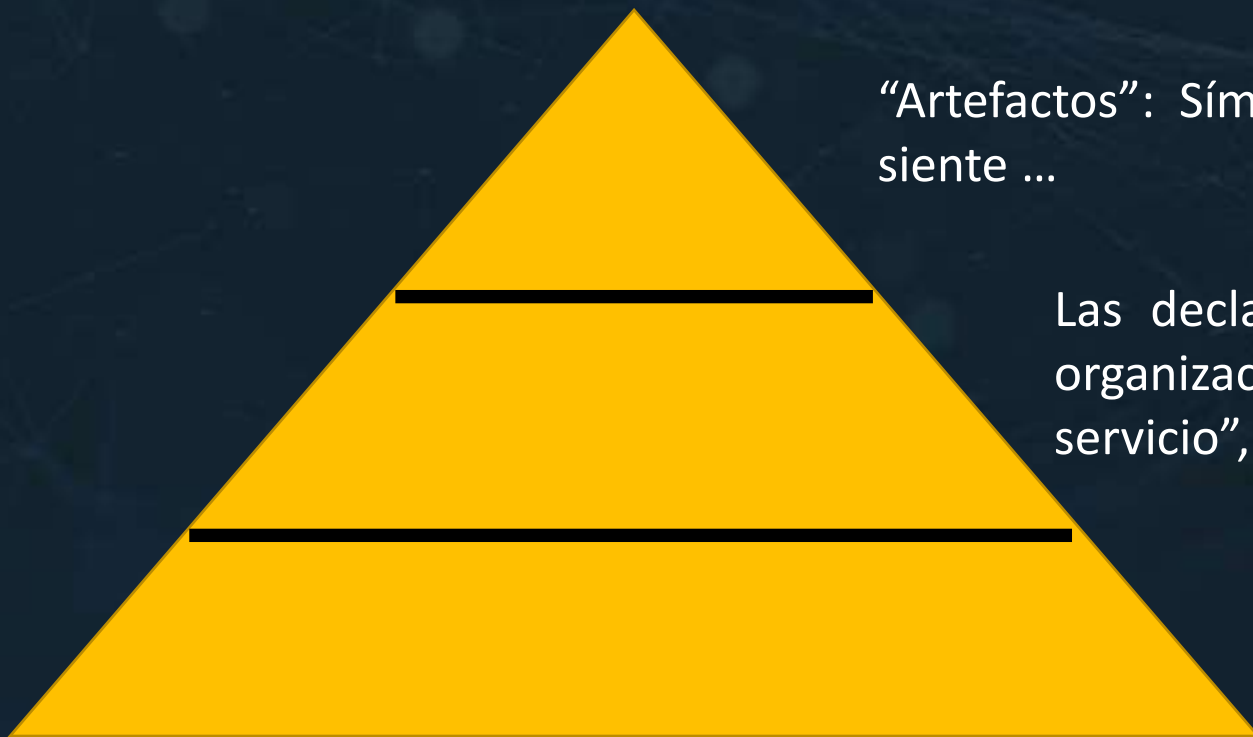 “Artefactos”: Sím
siente ...
Las decla
organizac
servicio”,